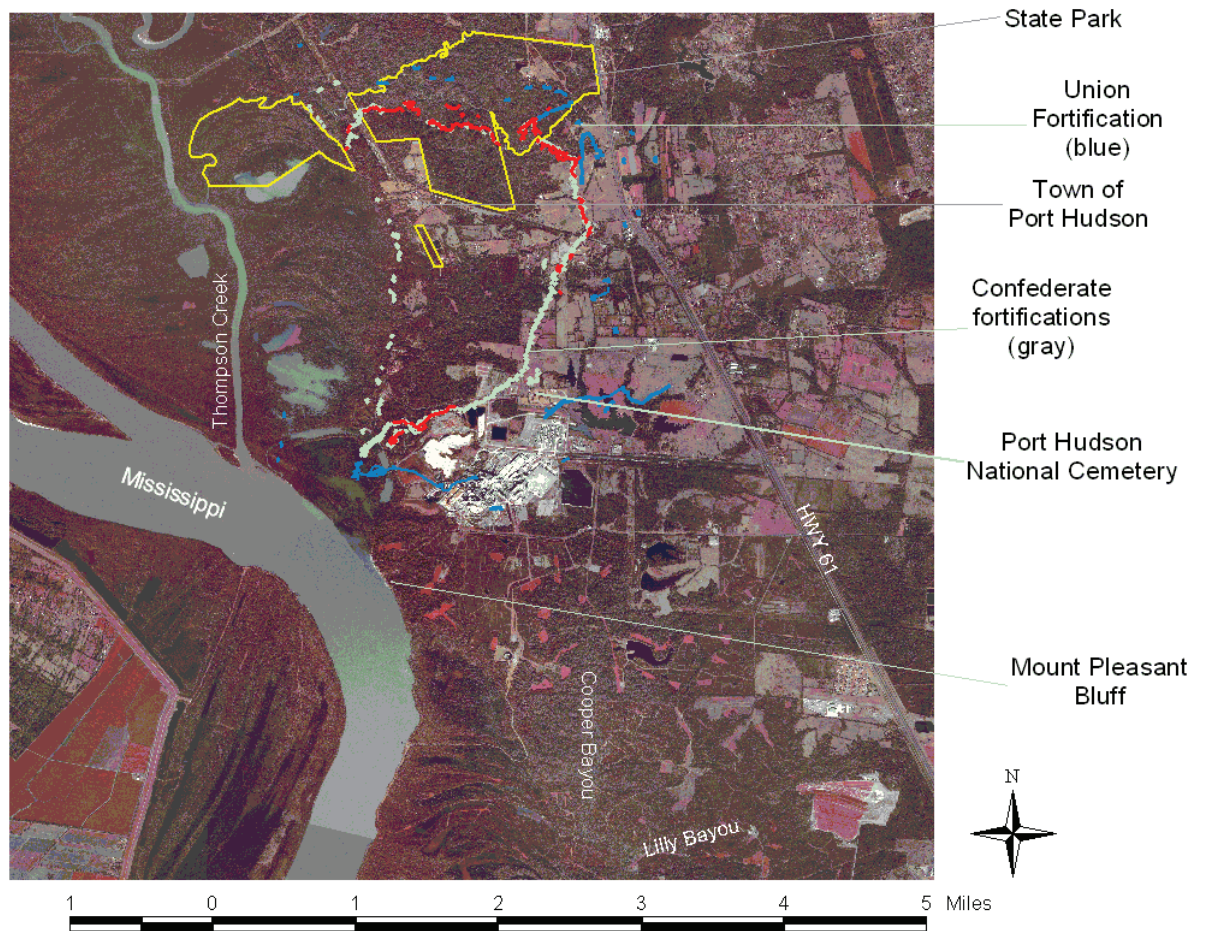 State Park
Union
Fortification
(blue)
Town of
Port Hudson
Confederate
fortifications
(gray)
Port Hudson
National Cemetery
Mount Pleasant
Bluff
Thompson Creek
Mississippi
HWY 61
Cooper Bayou
Lilly Bayou
N
1 0 1 2 3 4 5 Miles